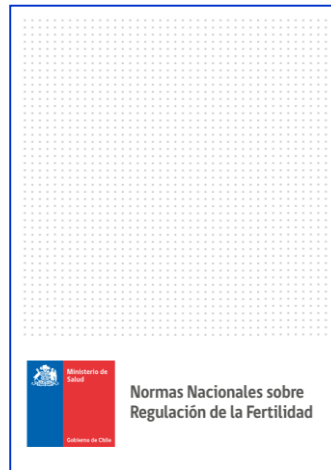 Ministerio de
Salud
Gobierno de Chile
Normas Nacionales sobre
Regulación de la Fertilidad